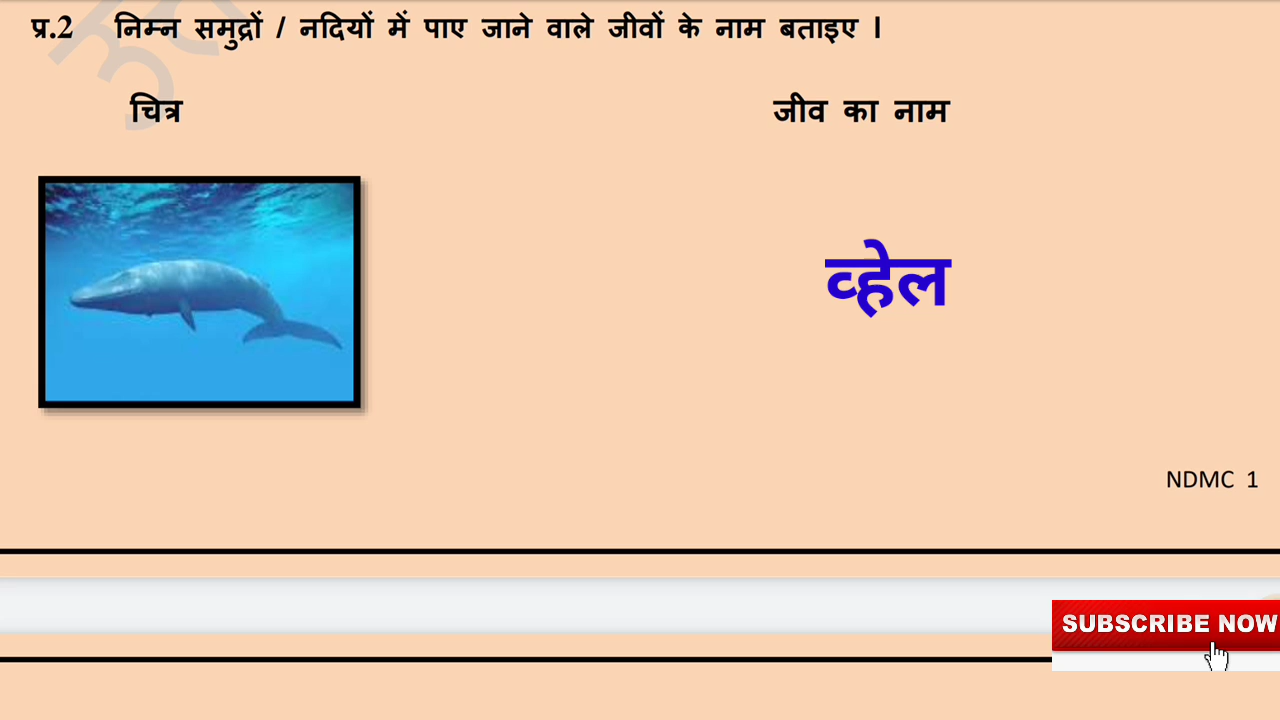 प्र.2 निम्न समुद्रों / नदियों में पाए जाने वाले जीवों के नाम बताइए ।
चित्र जीव का नाम
व्हेल
NDMC 1
SUBSCRIBE NOW